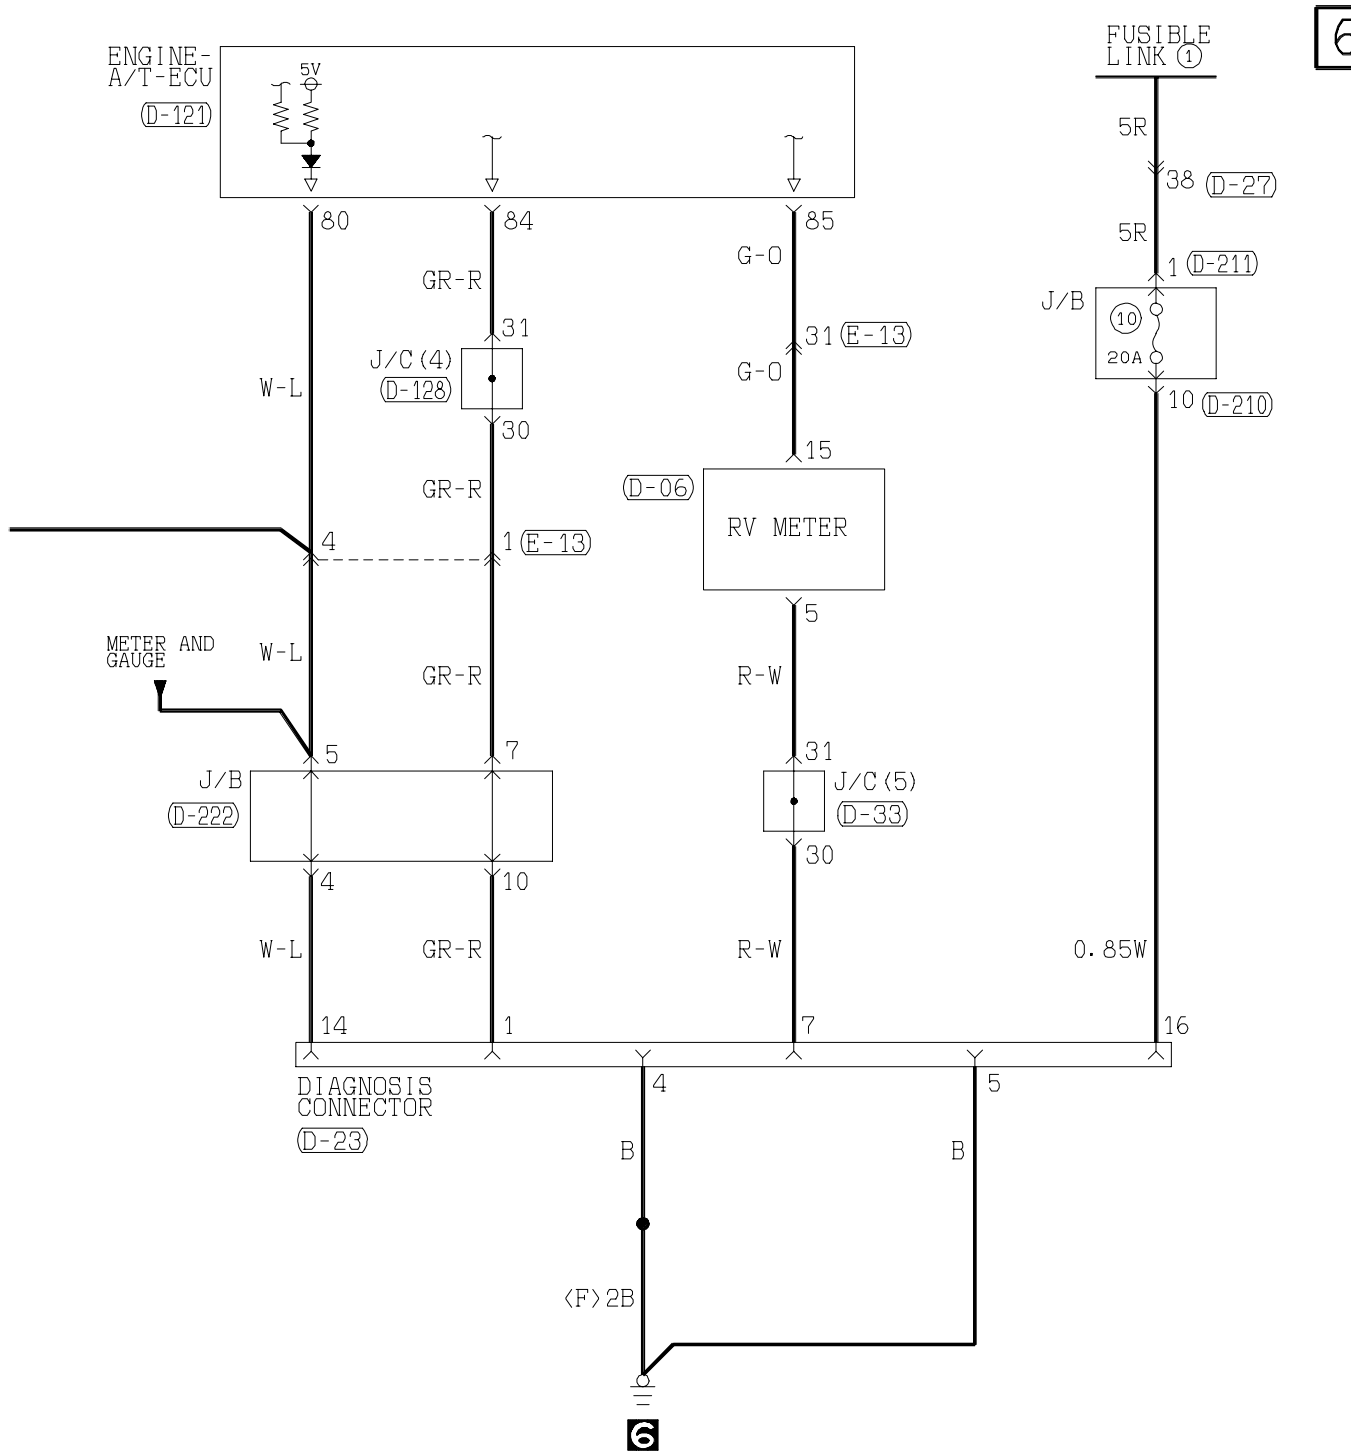 ENGINE-
A/T-ECU
(D-121)
5V
FUSIBLE
LINK ①
6
5R
38 (D-27)
5R
1 (D-211)
J/B
10
20A
10 (D-210)
80
84
85
GR-R
G-O
31
J/C(4)
(D-128)
30
31 (E-13)
G-O
W-L
GR-R
15
(D-06)
RV METER
4
1 (E-13)
5
METER AND
GAUGE
W-L
GR-R
R-W
5
7
31
J/B
(D-222)
J/C(5)
(D-33)
4
10
30
W-L
GR-R
R-W
0.85W
14
1
7
16
DIAGNOSIS
CONNECTOR
(D-23)
4
5
B
B
<F>2B
6